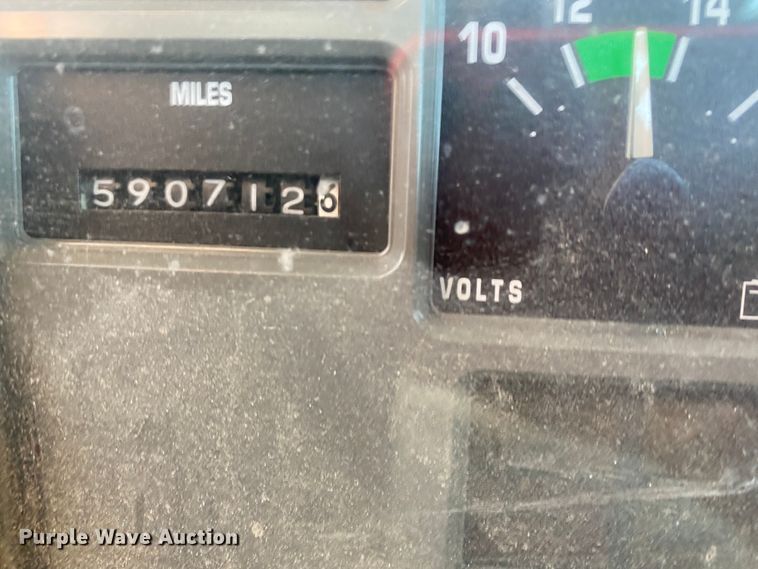 MILES
5907126
10 12 14
VOLTS
Purple Wave Auction